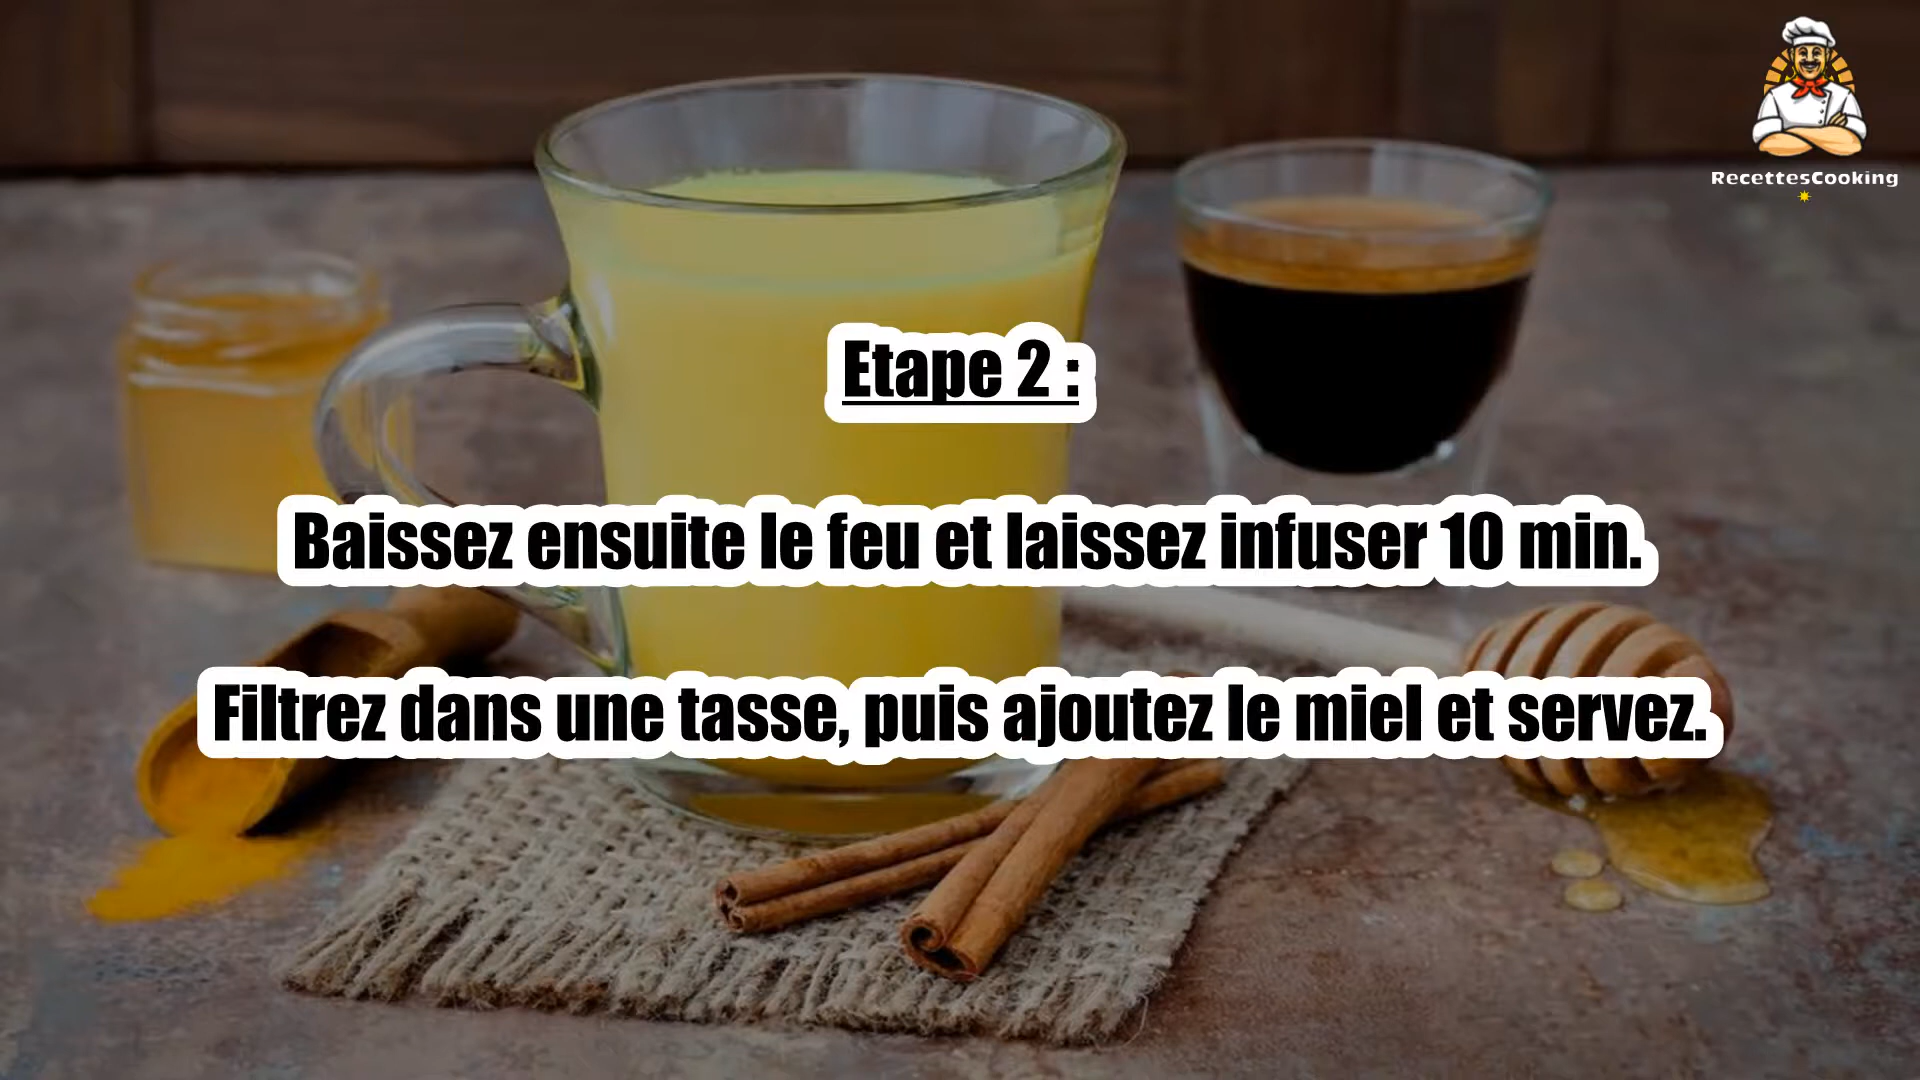 RecettesCooking
Etape 2 :
Baissez ensuite le feu et laissez infuser 10 min.
Filtrez dans une tasse, puis ajoutez le miel et servez.